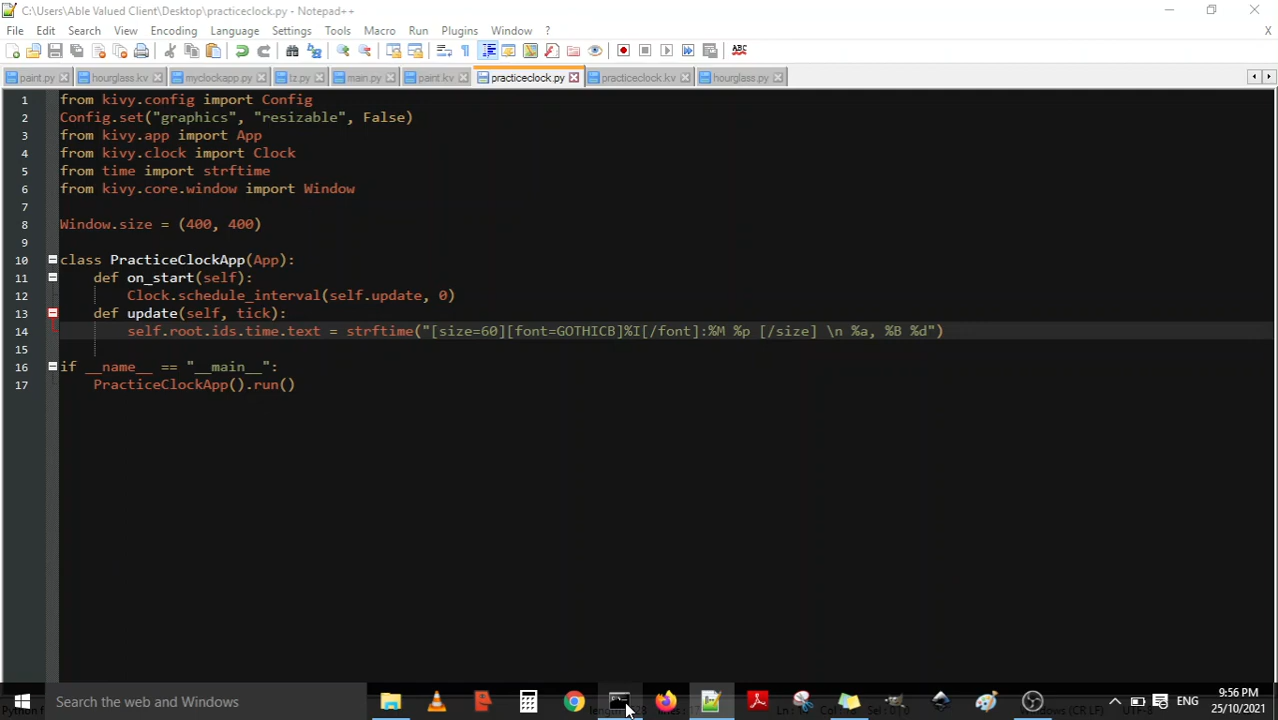 C:\Users\Able Valued Client\Desktop\practiceclock.py - Notepad++
File Edit Search View Encoding Language Settings Tools Macro Run Plugins Window ? X
ABC
paint.py hourglass.kv myclockapp.py tz.py main.py paint.kv practiceclock.py practiceclock.kv hourglass.py
1 from kivy.config import Config
2 Config.set("graphics", "resizable", False)
3 from kivy.app import App
4 from kivy.clock import Clock
5 from time import strftime
6 from kivy.core.window import Window
7
8 Window.size = (400, 400)
9
10 class PracticeClockApp(App):
11 def on_start(self):
12 Clock.schedule_interval(self.update, 0)
13 def update(self, tick):
14 self.root.ids.time.text = strftime("[size=60][font=GOTHICB]%I[/font]:%M %p [/size] \n %a, %B %d")
15
16 if __name__ == "__main__":
17 PracticeClockApp().run()
Search the web and Windows
ENG
9:56 PM
25/10/2021